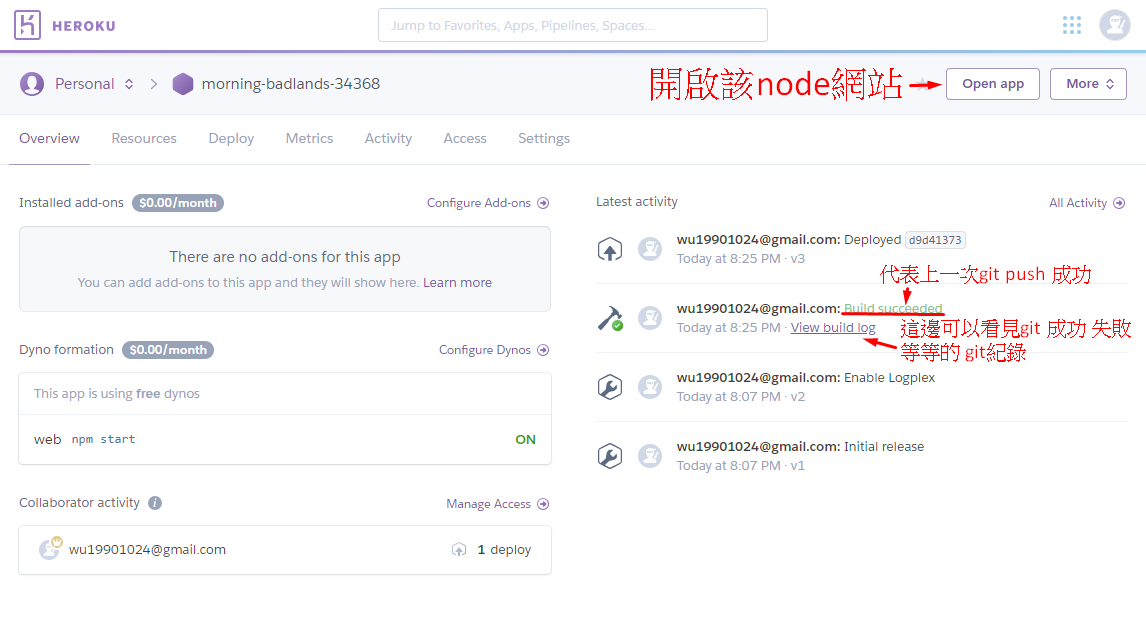 HEROKU
Jump to Favorites, Apps, Pipelines, Spaces...
Personal
morning-badlands-34368
開啟該node網站
Open app
More
Overview
Resources
Deploy
Metrics
Activity
Access
Settings
Installed add-ons
$0.00/month
Configure Add-ons
There are no add-ons for this app
You can add add-ons to this app and they will show here. Learn more
Dyno formation
$0.00/month
Configure Dynos
This app is using free dynos
web npm start
ON
Collaborator activity
Manage Access
wu19901024@gmail.com
1 deploy
Latest activity
All Activity
wu19901024@gmail.com: Deployed d9d41373
Today at 8:25 PM · v3
代表上一次git push 成功
wu19901024@gmail.com: Build succeeded
Today at 8:25 PM · View build log
這邊可以看見git 成功 失敗
等等的 git紀錄
wu19901024@gmail.com: Enable Logplex
Today at 8:07 PM · v2
wu19901024@gmail.com: Initial release
Today at 8:07 PM · v1